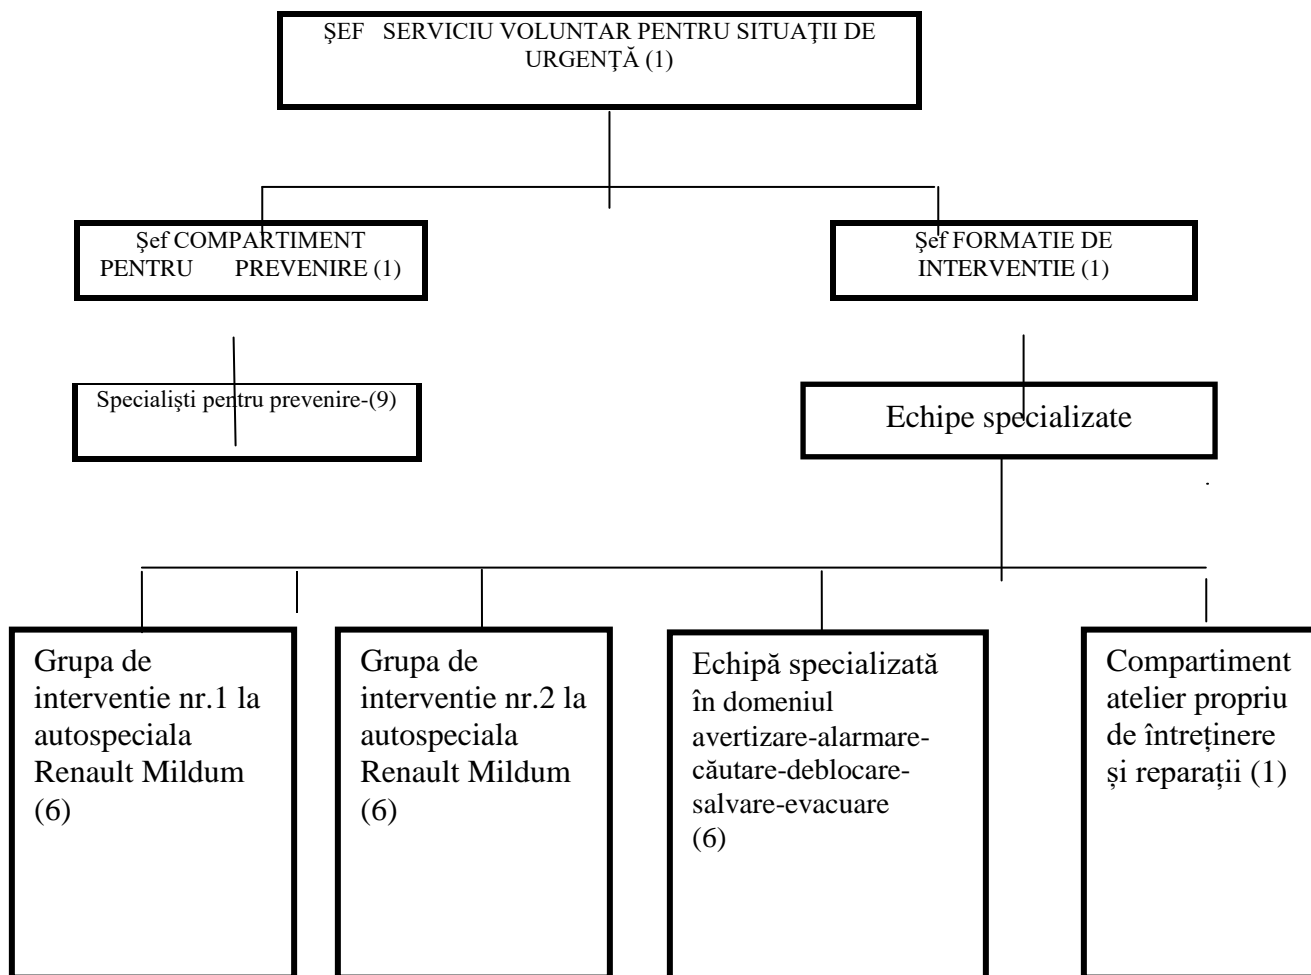 ŞEF SERVICIU VOLUNTAR PENTRU SITUAŢII DE
URGENŢĂ (1)
Şef COMPARTIMENT
PENTRU PREVENIRE (1)
Şef FORMATIE DE
INTERVENTIE (1)
Specialişti pentru prevenire-(9)
Echipe specializate
.
Grupa de
interventie nr.1 la
autospeciala
Renault Mildum
(6)
Grupa de
interventie nr.2 la
autospeciala
Renault Mildum
(6)
Echipă specializată
în domeniul
avertizare-alarmare-
căutare-deblocare-
salvare-evacuare
(6)
Compartiment
atelier propriu
de întreținere
și reparații (1)